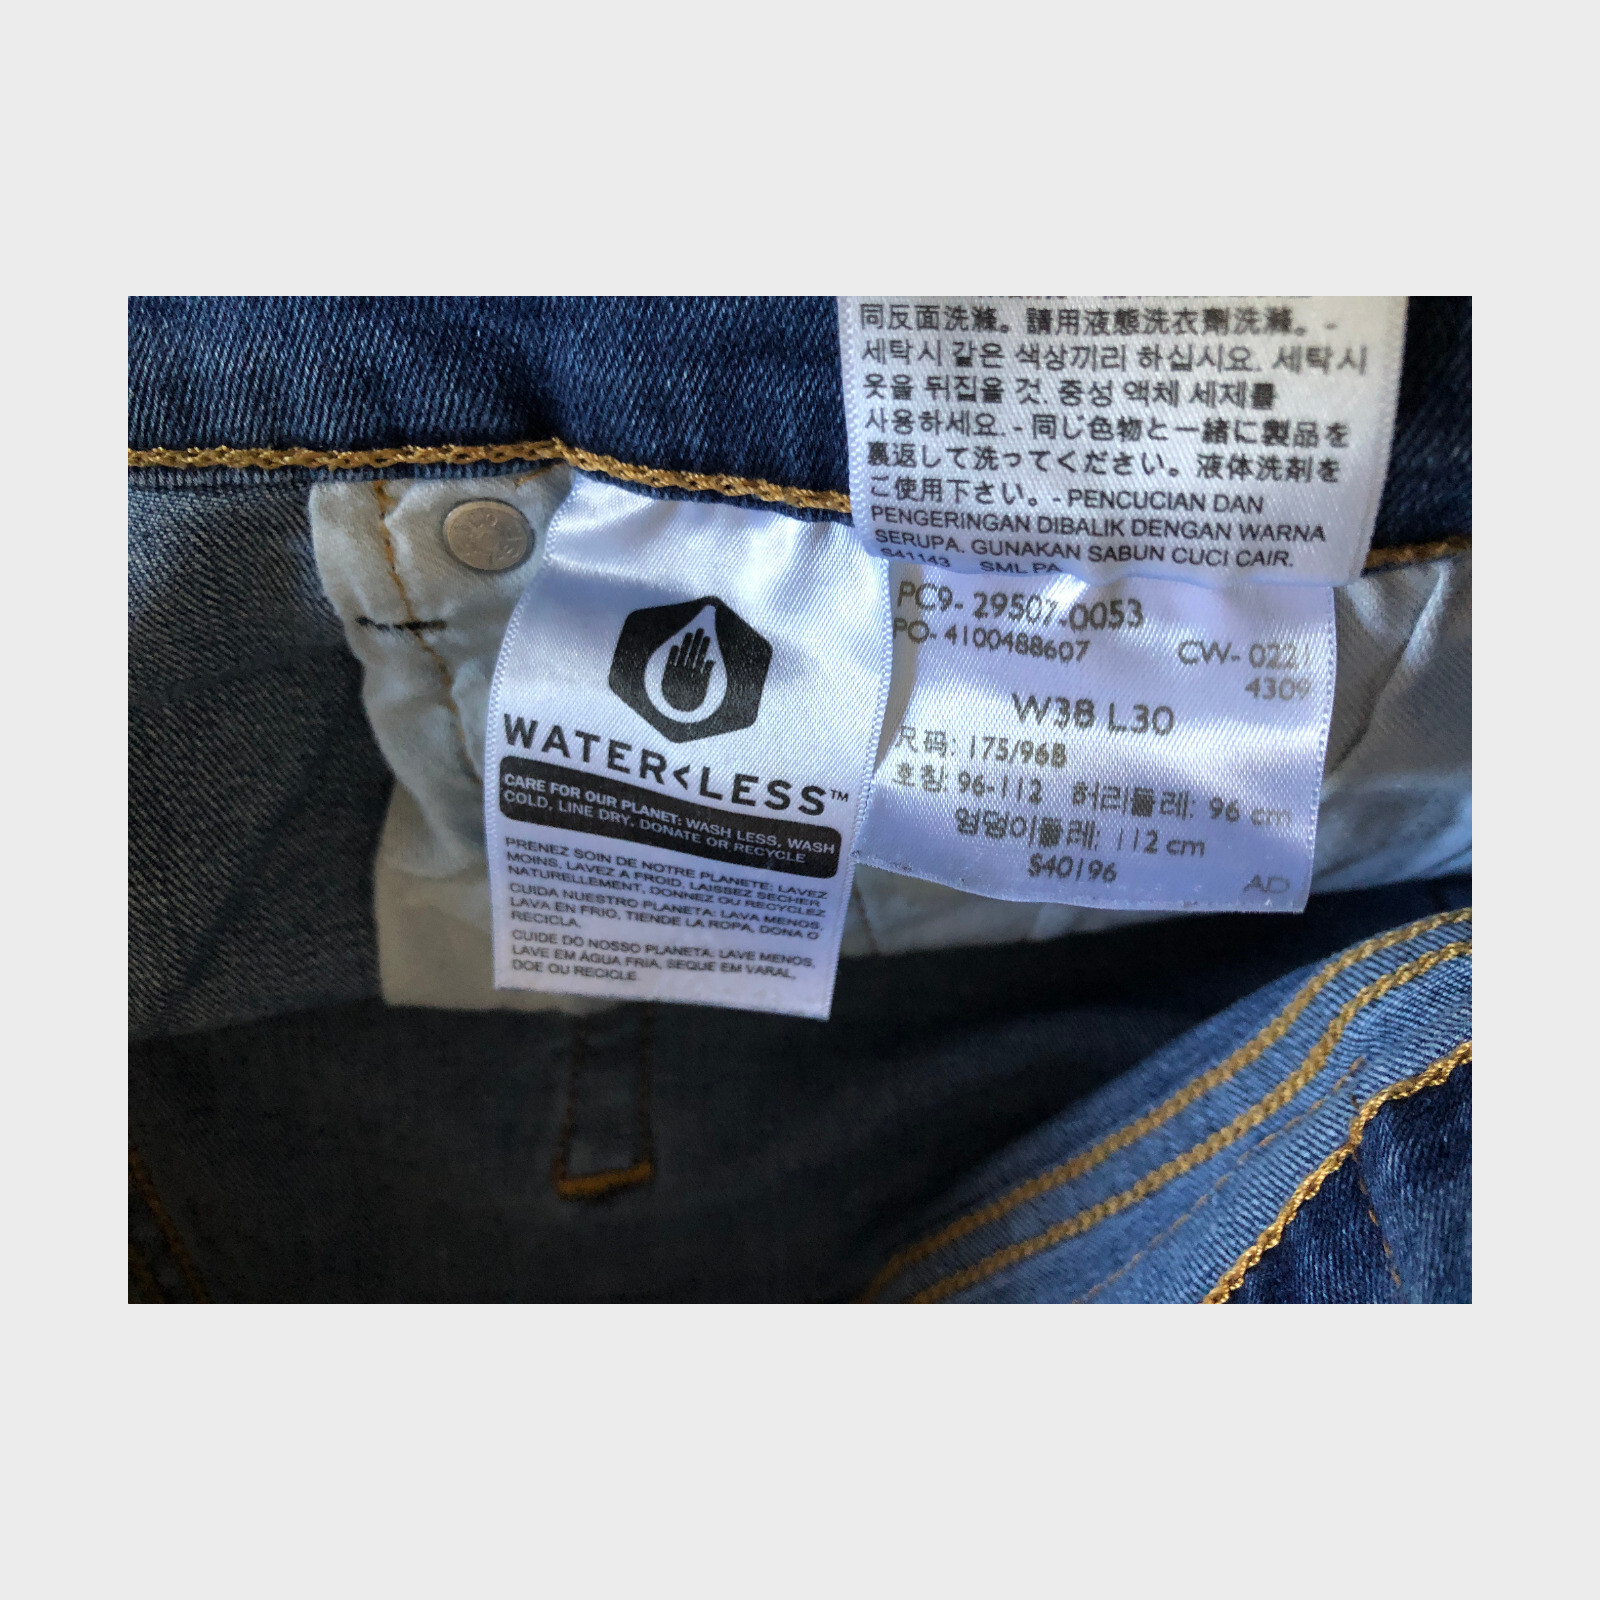 同反面洗滌。請用液態洗衣劑洗滌。-
세탁시 같은 색상끼리 하십시요. 세탁시
옷을 뒤집을 것. 중성 액체 세제를
사용하세요. - 同じ色物と一緒に製品を
裏返して洗ってください。液体洗剤を
ご使用下さい。- PENCUCIAN DAN
PENGERINGAN DIBALIK DENGAN WARNA
SERUPA. GUNAKAN SABUN CUCI CAIR.
S41143 SML PA
WATER<LESS™
CARE FOR OUR PLANET: WASH LESS, WASH
COLD, LINE DRY, DONATE OR RECYCLE
PRENEZ SOIN DE NOTRE PLANETE: LAVEZ
MOINS, LAVEZ A FROID, LAISSEZ SECHER
NATURELLEMENT, DONNEZ OU RECYCLEZ
CUIDA NUESTRO PLANETA: LAVA MENOS,
LAVA EN FRIO, TIENDE LA ROPA, DONA O
RECICLA.
CUIDE DO NOSSO PLANETA: LAVE MENOS,
LAVE EM ÁGUA FRIA, SEQUE EM VARAL,
DOE OU RECICLE.
PC9- 29507-0053
PO- 4100488607 CW- 0221
4309
W38 L30
尺码: 175/96B
호칭: 96-112 허리둘레: 96 cm
엉덩이둘레: 112 cm
S40196
AD